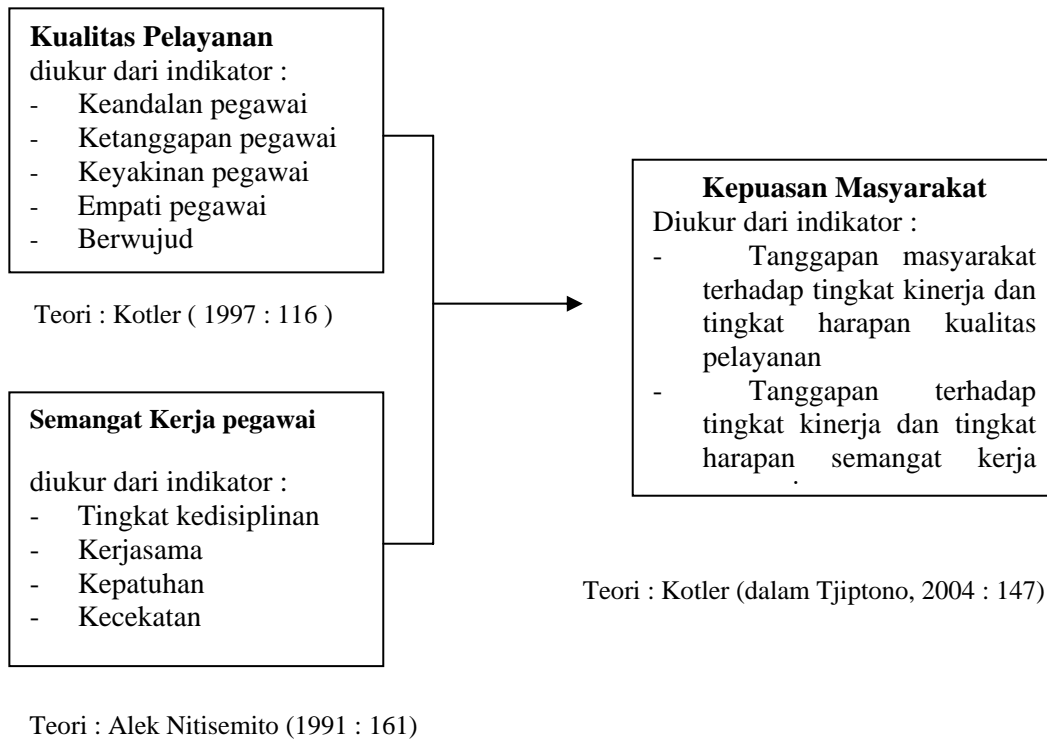 Kualitas Pelayanan
diukur dari indikator :
- Keandalan pegawai
- Ketanggapan pegawai
- Keyakinan pegawai
- Empati pegawai
- Berwujud
Teori : Kotler ( 1997 : 116 )
Semangat Kerja pegawai
diukur dari indikator :
- Tingkat kedisiplinan
- Kerjasama
- Kepatuhan
- Kecekatan
Teori : Alek Nitisemito (1991 : 161)
Kepuasan Masyarakat
Diukur dari indikator :
- Tanggapan masyarakat
terhadap tingkat kinerja dan
tingkat harapan kualitas
pelayanan
- Tanggapan terhadap
tingkat kinerja dan tingkat
harapan semangat kerja
Teori : Kotler (dalam Tjiptono, 2004 : 147)